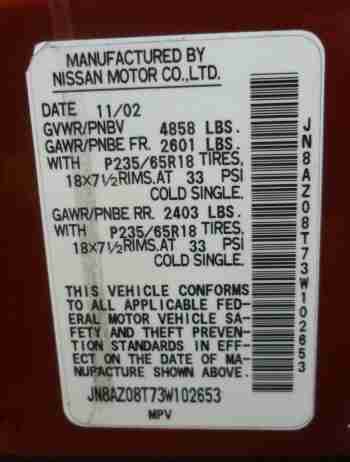 MANUFACTURED BY
NISSAN MOTOR CO., LTD.
DATE 11/02
GVWR/PNBV 4858 LBS.
GAWR/PNBE FR. 2601 LBS.
WITH P235/65R18 TIRES,
18×7½RIMS, AT 33 PSI
COLD SINGLE.
GAWR/PNBE RR. 2403 LBS.
WITH P235/65R18 TIRES,
18×7½RIMS, AT 33 PSI
COLD SINGLE.
THIS VEHICLE CONFORMS
TO ALL APPLICABLE FED-
ERAL MOTOR VEHICLE SA-
FETY AND THEFT PREVENTION
STANDARDS IN EFF-
ECT ON THE DATE OF MA-
NUFACTURE SHOWN ABOVE.
JN8AZ08T73W102653
MPV
JN8AZ08T73W102653